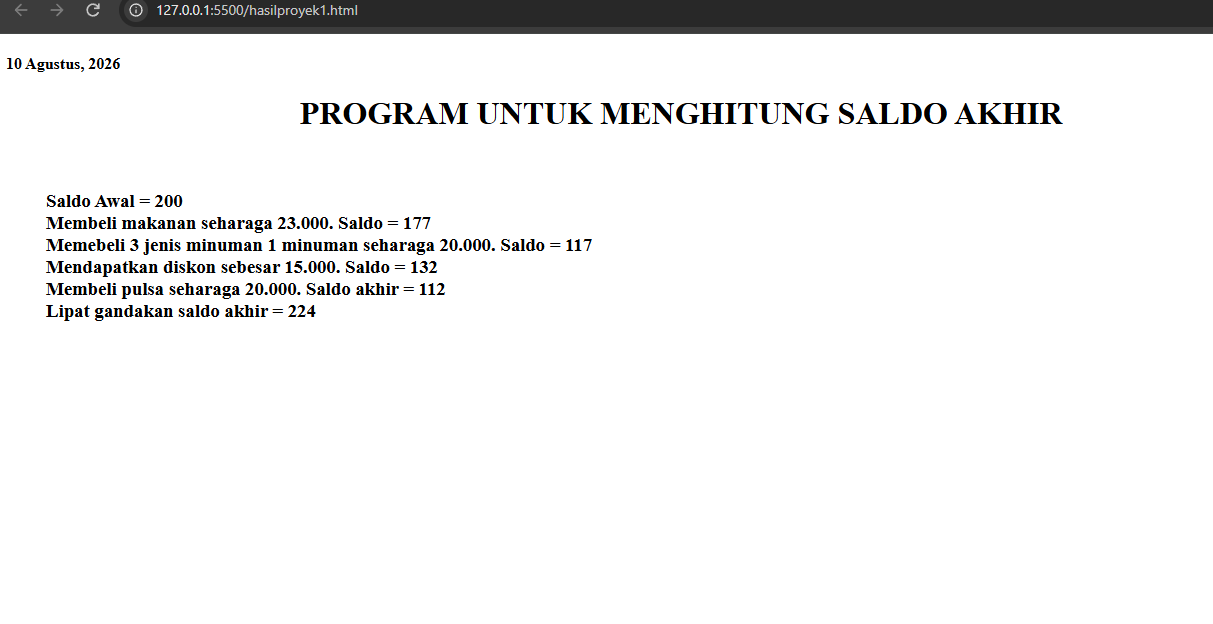 127.0.0.1:5500/hasilproyek1.html
10 Agustus, 2026
PROGRAM UNTUK MENGHITUNG SALDO AKHIR
Saldo Awal = 200
Membeli makanan seharaga 23.000. Saldo = 177
Memebeli 3 jenis minuman 1 minuman seharaga 20.000. Saldo = 117
Mendapatkan diskon sebesar 15.000. Saldo = 132
Membeli pulsa seharaga 20.000. Saldo akhir = 112
Lipat gandakan saldo akhir = 224